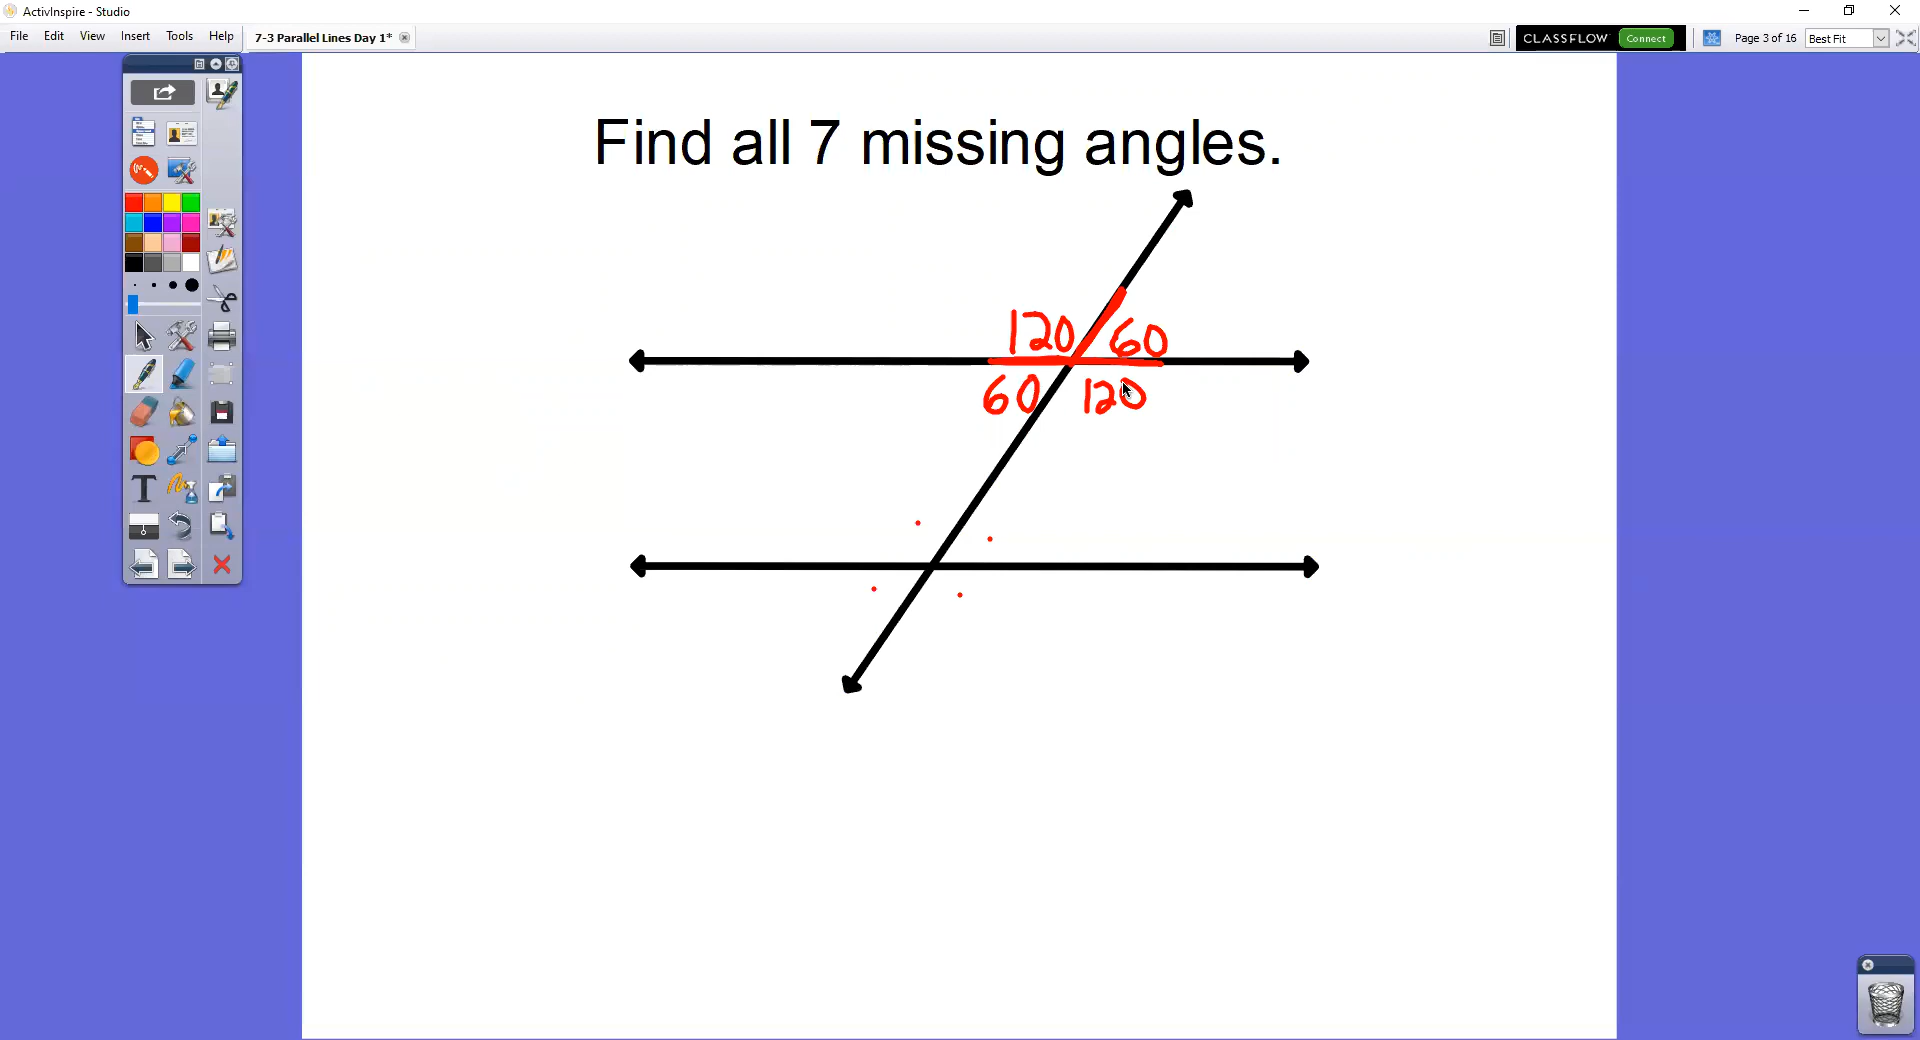 ActivInspire - Studio
File Edit View Insert Tools Help
7-3 Parallel Lines Day 1*
CLASSFLOW Connect
Page 3 of 16
Best Fit
Find all 7 missing angles.
120 60
60 120
T